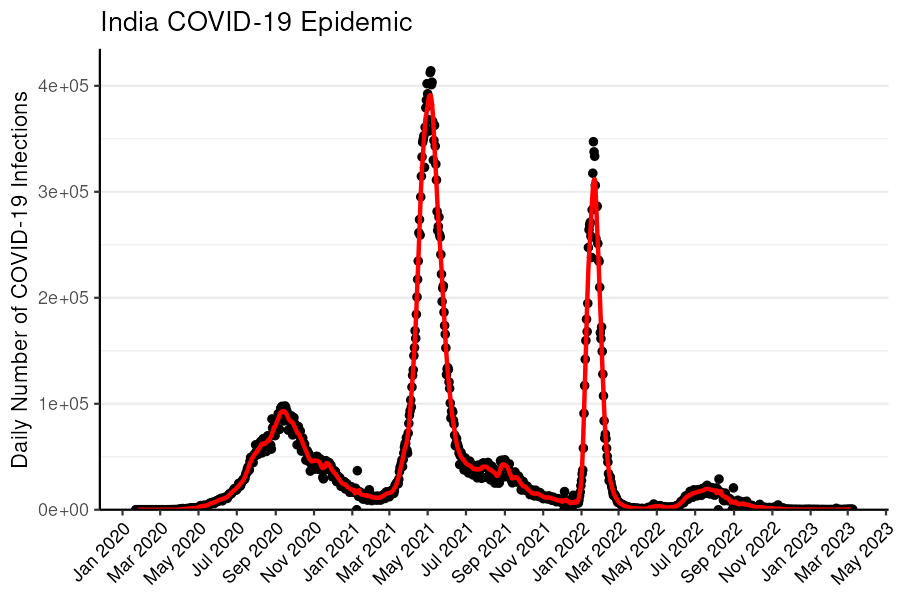 India COVID-19 Epidemic
Daily Number of COVID-19 Infections
4e+05
3e+05
2e+05
1e+05
0e+00
Jan 2020
Mar 2020
May 2020
Jul 2020
Sep 2020
Nov 2020
Jan 2021
Mar 2021
May 2021
Jul 2021
Sep 2021
Nov 2021
Jan 2022
Mar 2022
May 2022
Jul 2022
Sep 2022
Nov 2022
Jan 2023
Mar 2023
May 2023